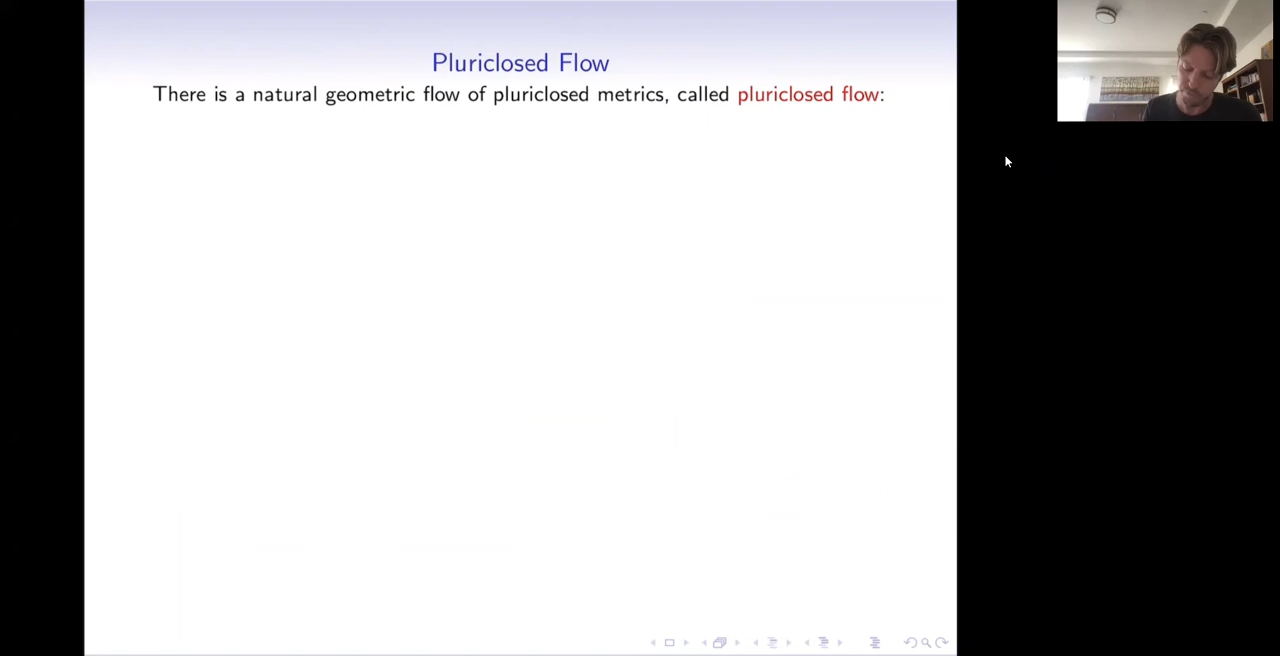 Pluriclosed Flow
There is a natural geometric flow of pluriclosed metrics, called pluriclosed flow: